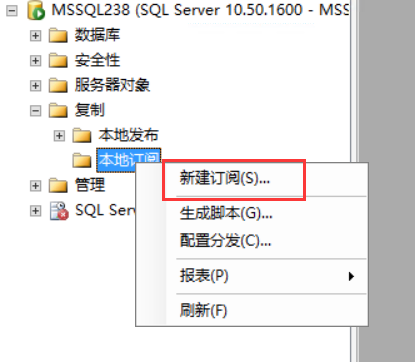 MSSQL238 (SQL Server 10.50.1600 - MSS
数据库
安全性
服务器对象
复制
本地发布
本地订阅
新建订阅(S)...
管理
生成脚本(G)...
SQL Serv
配置分发(C)...
报表(P)
刷新(F)